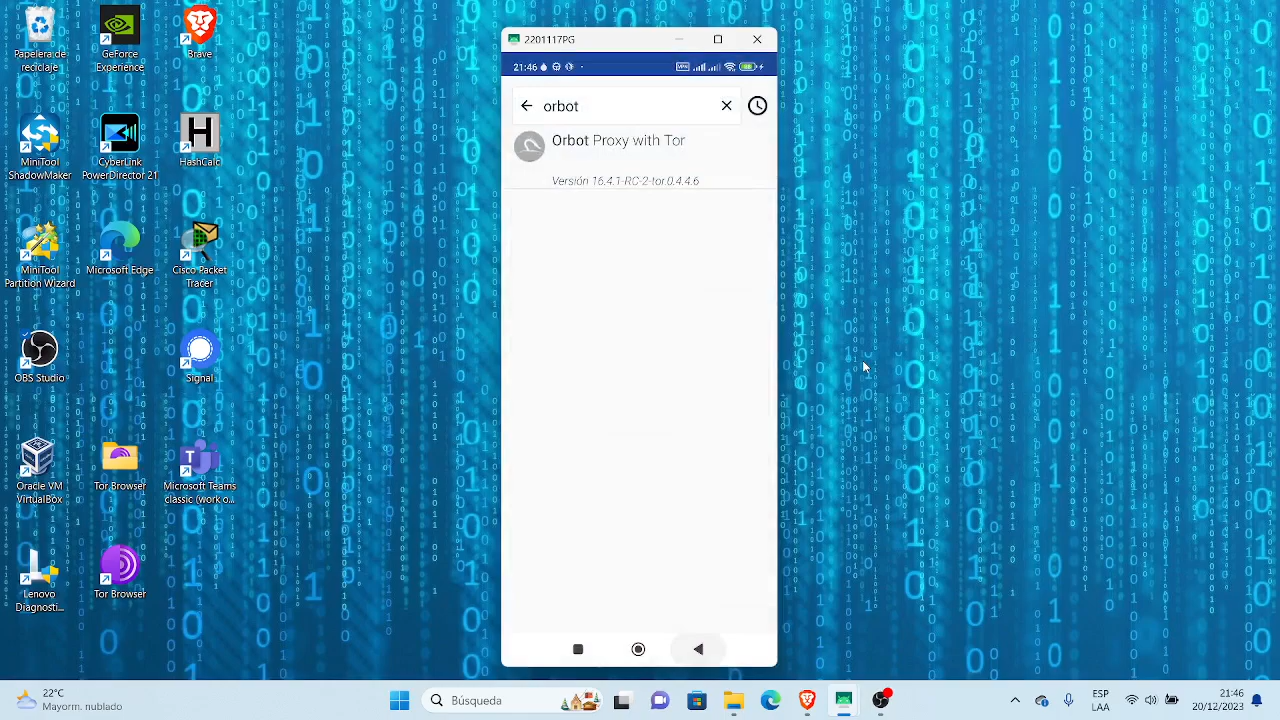 Papelera de
reciclaje
GeForce
Experience
Brave
MiniTool
ShadowMaker
CyberLink
PowerDirector 21
HashCalc
MiniTool
Partition Wizard
Microsoft Edge
Cisco Packet
Tracer
OBS Studio
Signal
Oracle VM
VirtualBox
Tor Browser
Microsoft Teams
classic (work o...
Lenovo
Diagnosti...
Tor Browser
2201117PG
21:46
VPN
orbot
Orbot Proxy with Tor
Versión 16.4.1-RC-2-tor.0.4.4.6
22°C
Mayorm. nubado
Búsqueda
ESP
LAA
21:46
20/12/2023